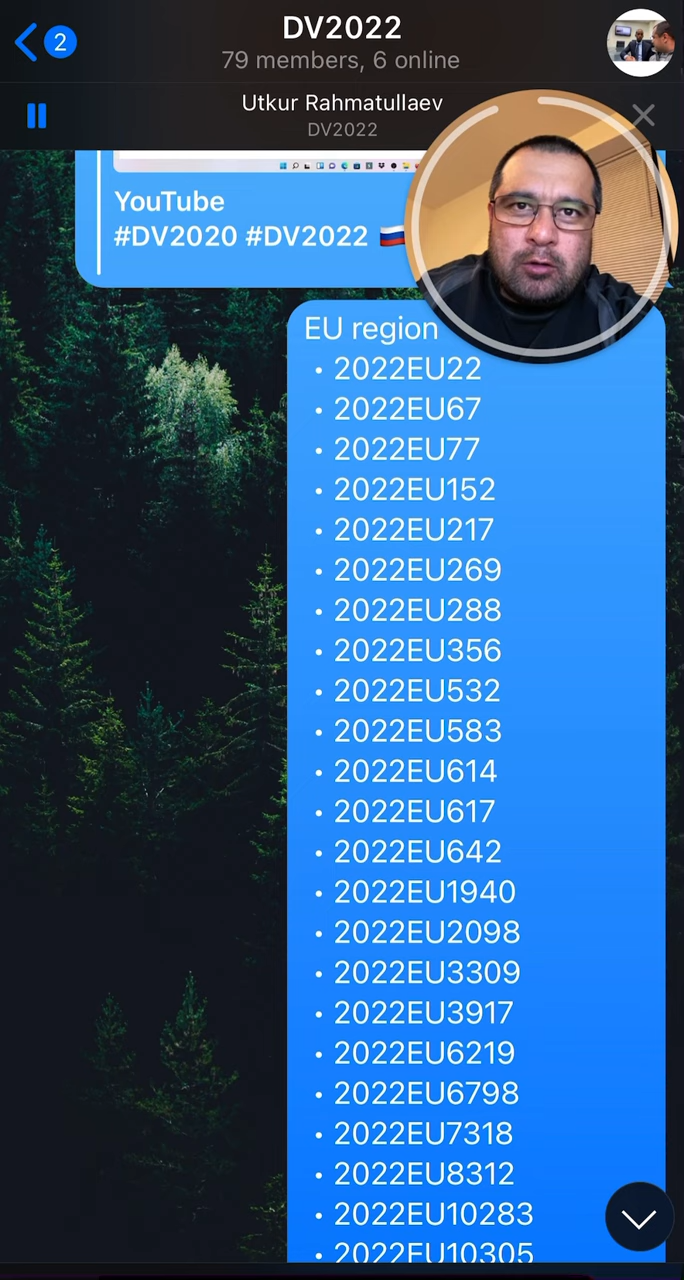 2
DV2022
79 members, 6 online
Utkur Rahmatullaev
DV2022
YouTube
#DV2020 #DV2022 🇷🇺
EU region
• 2022EU22
• 2022EU67
• 2022EU77
• 2022EU152
• 2022EU217
• 2022EU269
• 2022EU288
• 2022EU356
• 2022EU532
• 2022EU583
• 2022EU614
• 2022EU617
• 2022EU642
• 2022EU1940
• 2022EU2098
• 2022EU3309
• 2022EU3917
• 2022EU6219
• 2022EU6798
• 2022EU7318
• 2022EU8312
• 2022EU10283
• 2022EU10305